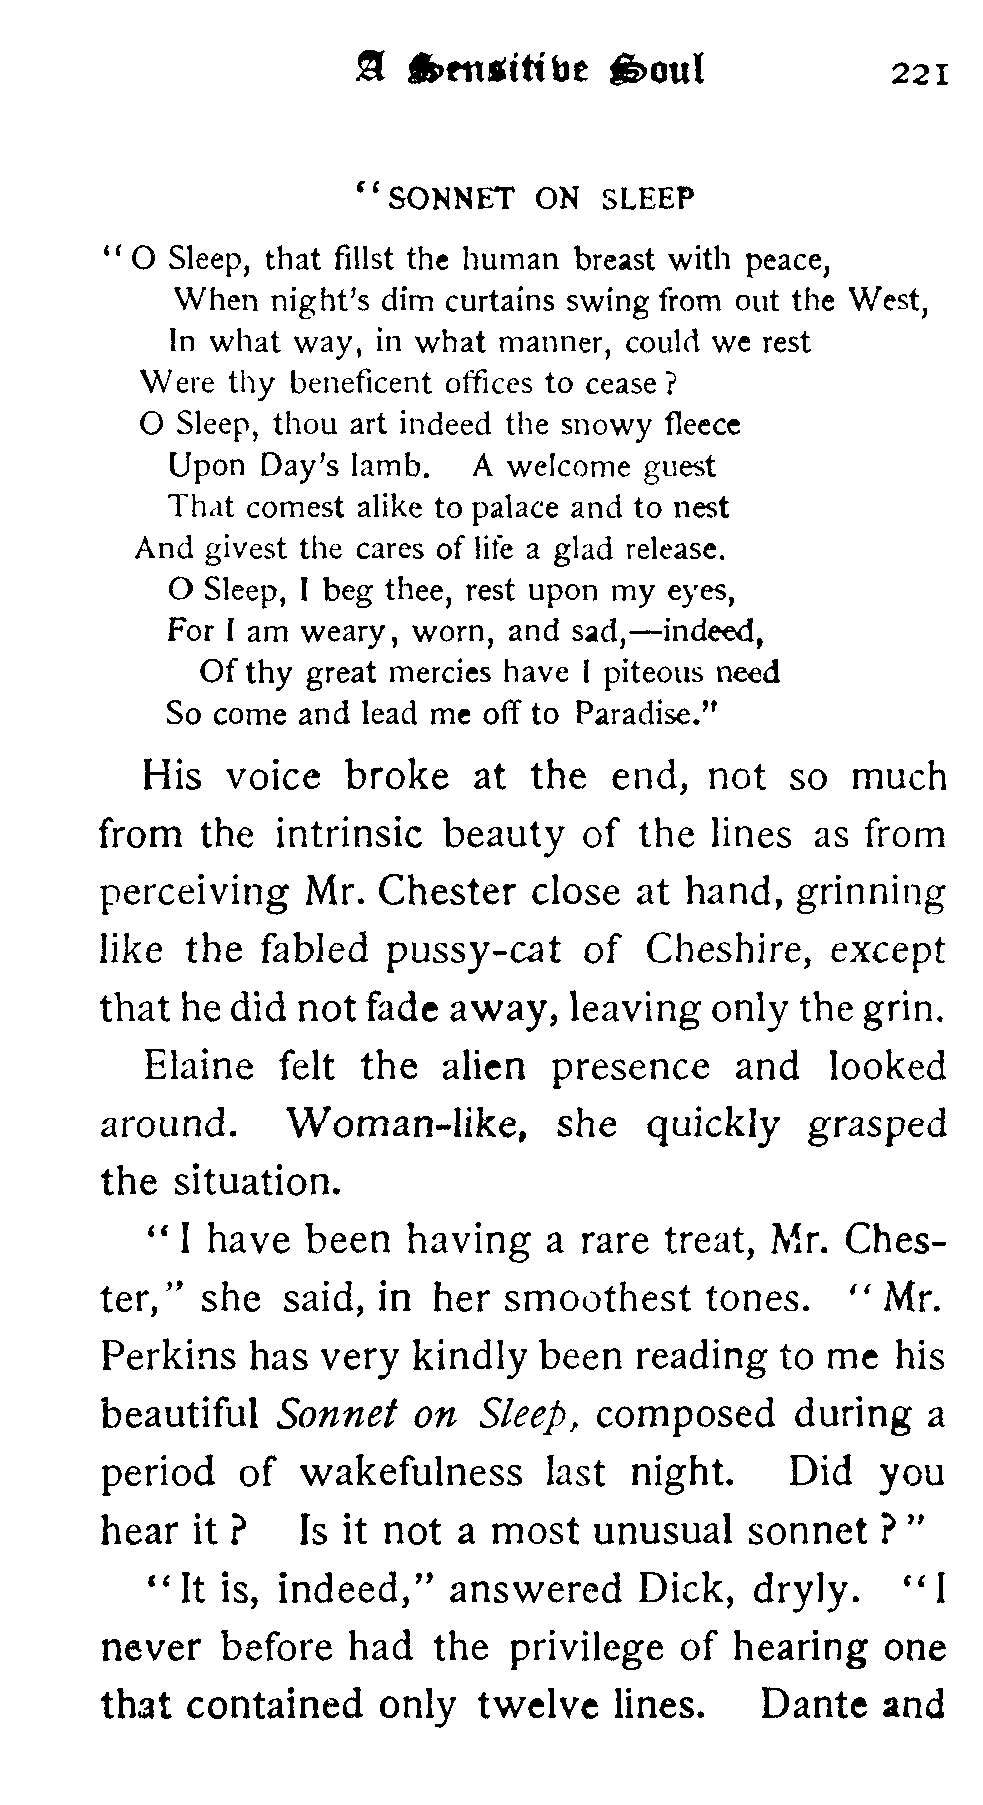 A Sensitive Soul 221
"SONNET ON SLEEP
"O Sleep, that fillst the human breast with peace,
When night's dim curtains swing from out the West,
In what way, in what manner, could we rest
Were thy beneficent offices to cease?
O Sleep, thou art indeed the snowy fleece
Upon Day's lamb. A welcome guest
That comest alike to palace and to nest
And givest the cares of life a glad release.
O Sleep, I beg thee, rest upon my eyes,
For I am weary, worn, and sad,—indeed,
Of thy great mercies have I piteous need
So come and lead me off to Paradise."
His voice broke at the end, not so much
from the intrinsic beauty of the lines as from
perceiving Mr. Chester close at hand, grinning
like the fabled pussy-cat of Cheshire, except
that he did not fade away, leaving only the grin.
Elaine felt the alien presence and looked
around. Woman-like, she quickly grasped
the situation.
"I have been having a rare treat, Mr. Ches-
ter," she said, in her smoothest tones. "Mr.
Perkins has very kindly been reading to me his
beautiful Sonnet on Sleep, composed during a
period of wakefulness last night. Did you
hear it? Is it not a most unusual sonnet?"
"It is, indeed," answered Dick, dryly. "I
never before had the privilege of hearing one
that contained only twelve lines. Dante and